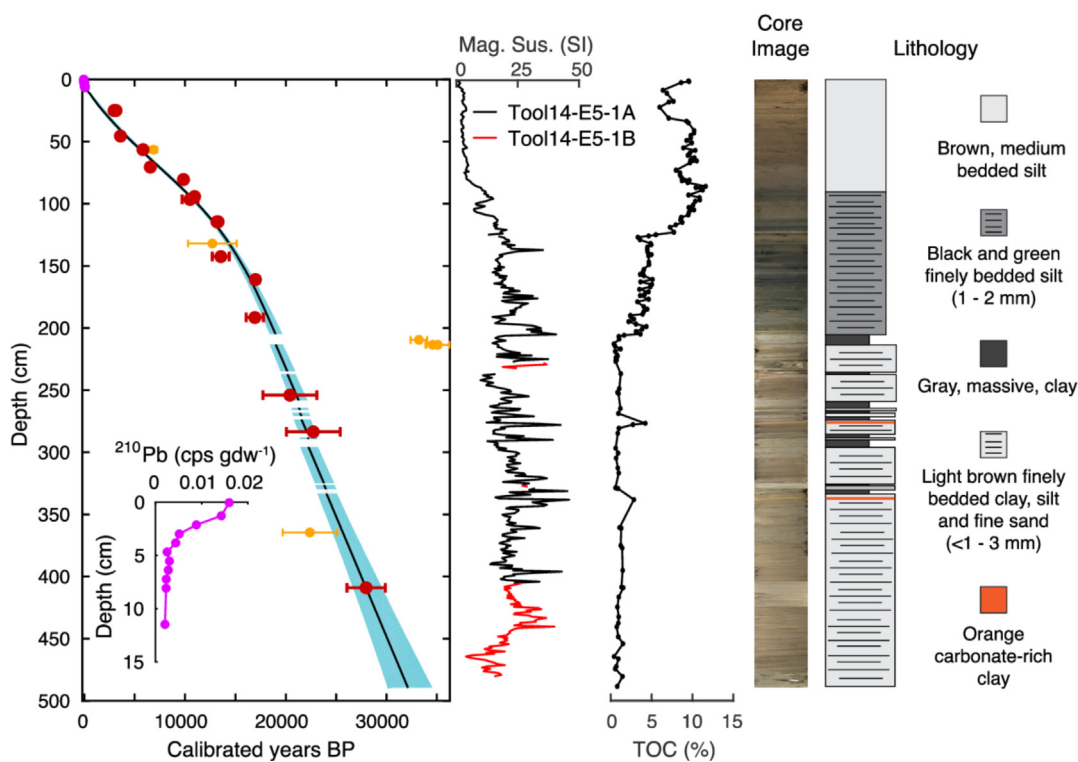 Mag. Sus. (SI)
0 25 50
Core
Image
Lithology
Tool14-E5-1A
Tool14-E5-1B
0
50
100
150
200
250
300
350
400
450
500
Depth (cm)
0 10000 20000 30000
Calibrated years BP
²¹⁰Pb (cps gdw⁻¹)
0 0.01 0.02
0
5
10
15
Depth (cm)
0 5 10 15
TOC (%)
Brown, medium
bedded silt
Black and green
finely bedded silt
(1 - 2 mm)
Gray, massive, clay
Light brown finely
bedded clay, silt
and fine sand
(<1 - 3 mm)
Orange
carbonate-rich
clay